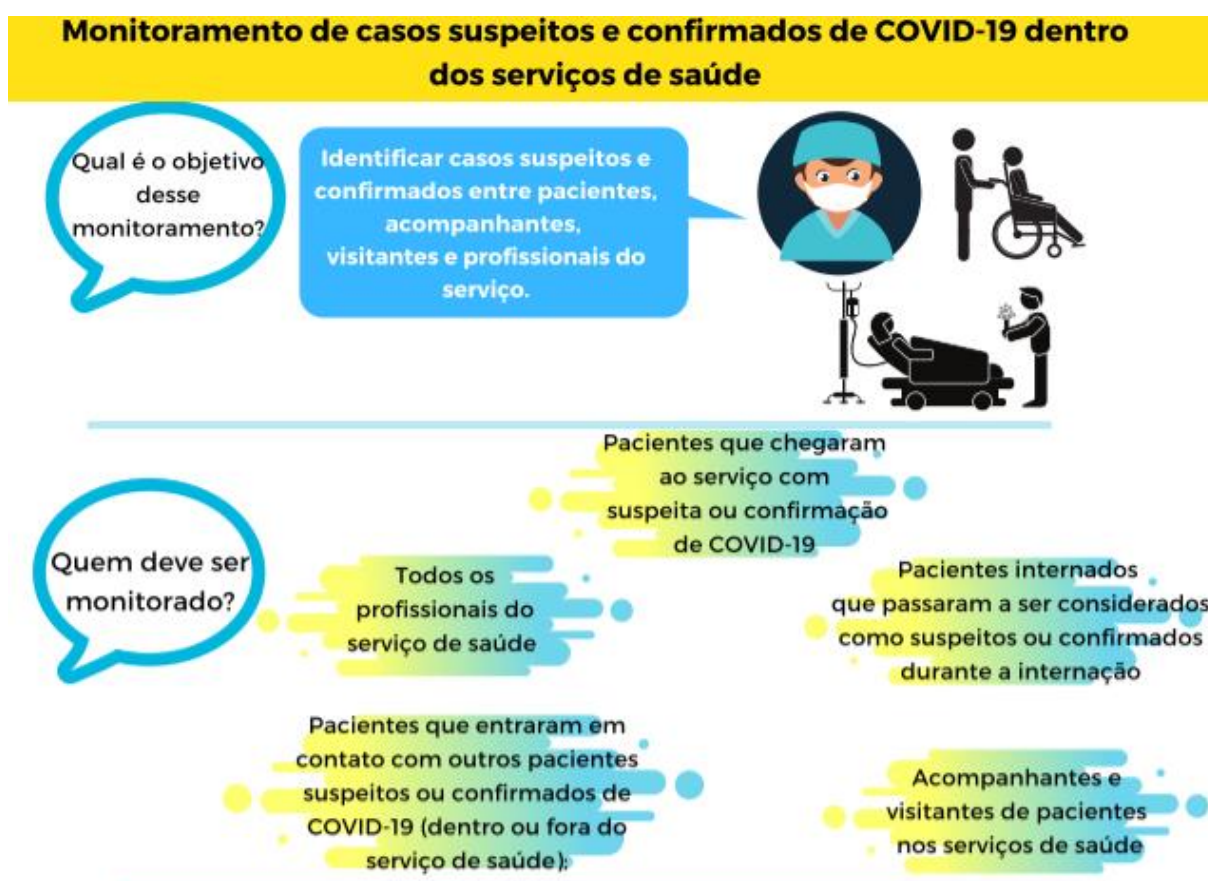 Monitoramento de casos suspeitos e confirmados de COVID-19 dentro
dos serviços de saúde
Qual é o objetivo
desse
monitoramento?
Identificar casos suspeitos e
confirmados entre pacientes,
acompanhantes,
visitantes e profissionais do
serviço.
Quem deve ser
monitorado?
Pacientes que chegaram
ao serviço com
suspeita ou confirmação
de COVID-19
Todos os
profissionais do
serviço de saúde
Pacientes internados
que passaram a ser considerados
como suspeitos ou confirmados
durante a internação
Pacientes que entraram em
contato com outros pacientes
suspeitos ou confirmados de
COVID-19 (dentro ou fora do
serviço de saúde);
Acompanhantes e
visitantes de pacientes
nos serviços de saúde